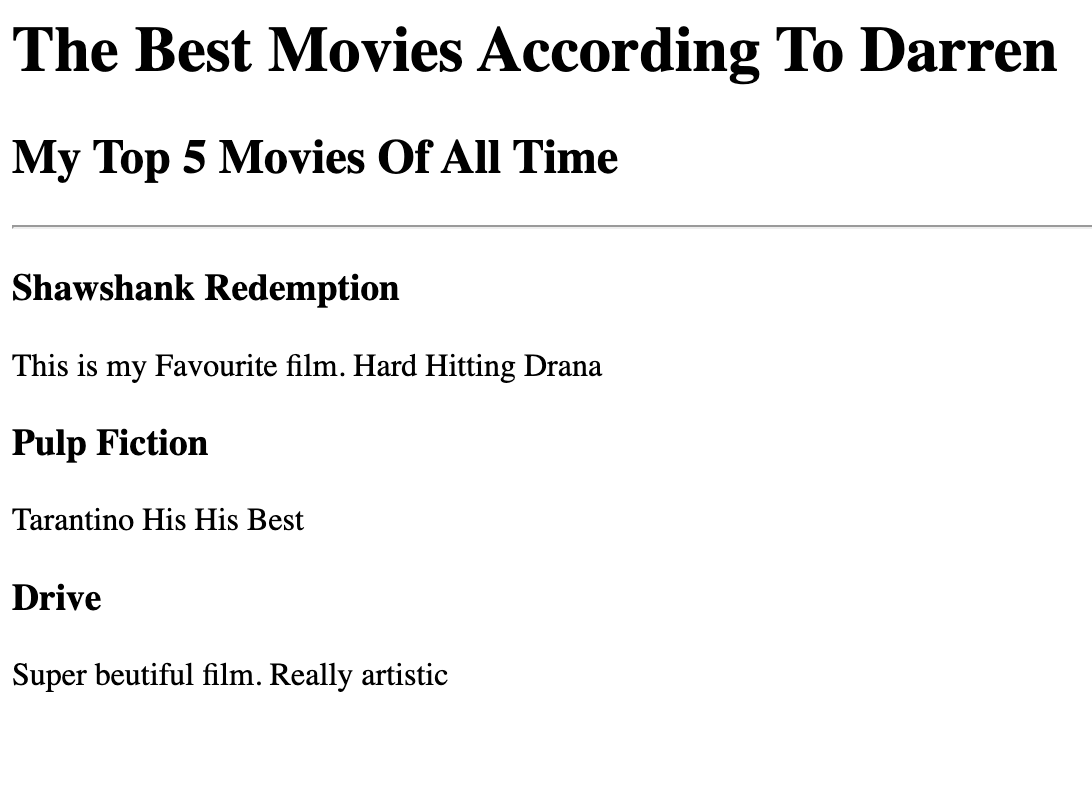 The Best Movies According To Darren
My Top 5 Movies Of All Time
Shawshank Redemption
This is my Favourite film. Hard Hitting Drana
Pulp Fiction
Tarantino His His Best
Drive
Super beutiful film. Really artistic